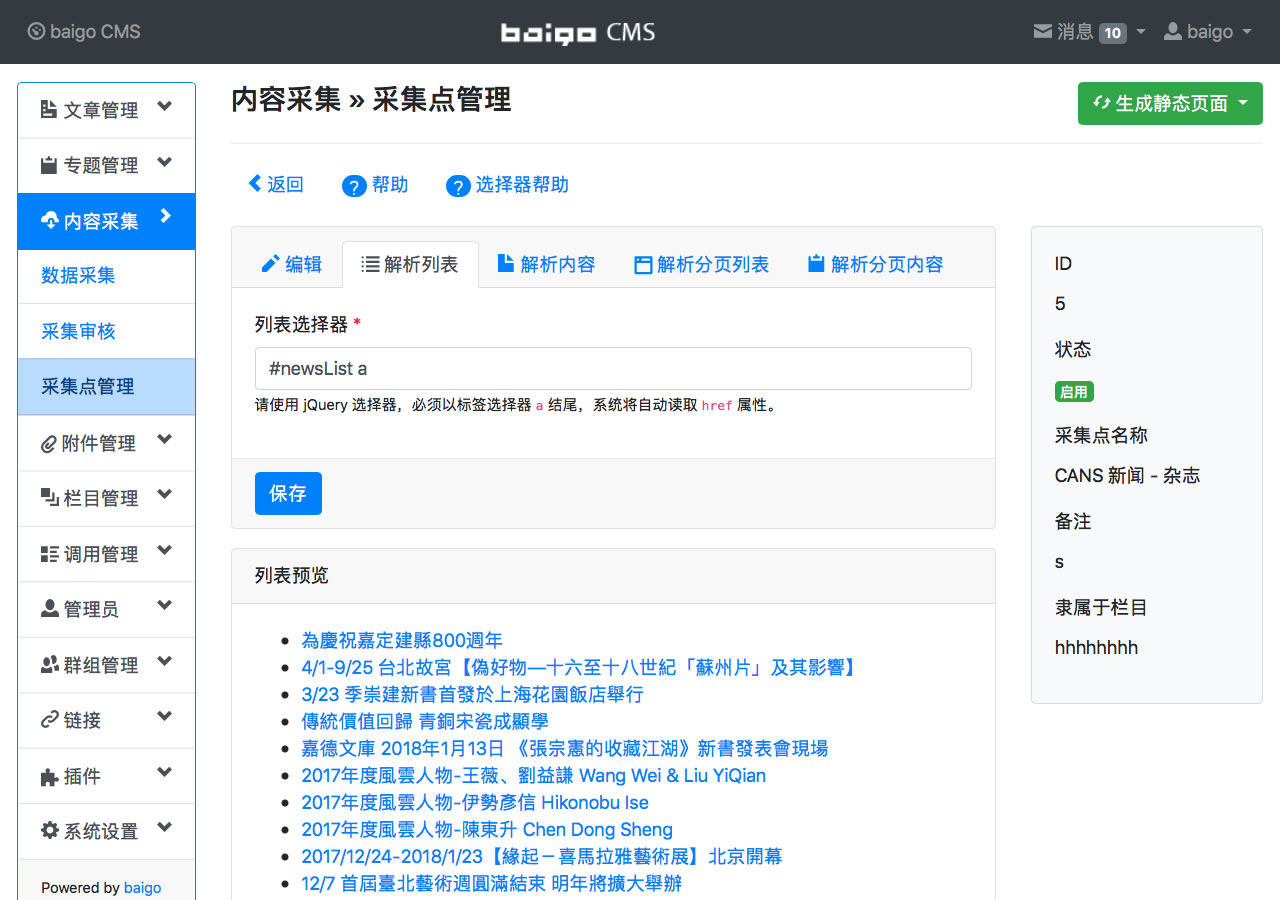 baigo CMS
baigo CMS
消息 10
baigo
文章管理
专题管理
内容采集
数据采集
采集审核
采集点管理
附件管理
栏目管理
调用管理
管理员
群组管理
链接
插件
系统设置
Powered by baigo
内容采集 » 采集点管理
生成静态页面
返回
帮助
选择器帮助
编辑
解析列表
解析内容
解析分页列表
解析分页内容
列表选择器 *
#newsList a
请使用 jQuery 选择器，必须以标签选择器 a 结尾，系统将自动读取 href 属性。
保存
列表预览
為慶祝嘉定建縣800週年
4/1-9/25 台北故宮【偽好物—十六至十八世紀「蘇州片」及其影響】
3/23 季崇建新書首發於上海花園飯店舉行
傳統價值回歸 青銅宋瓷成顯學
嘉德文庫 2018年1月13日 《張宗憲的收藏江湖》新書發表會現場
2017年度風雲人物-王薇、劉益謙 Wang Wei & Liu YiQian
2017年度風雲人物-伊勢彥信 Hikonobu Ise
2017年度風雲人物-陳東升 Chen Dong Sheng
2017/12/24-2018/1/23【緣起－喜馬拉雅藝術展】北京開幕
12/7 首屆臺北藝術週圓滿結束 明年將擴大舉辦
ID
5
状态
启用
采集点名称
CANS 新闻 - 杂志
备注
s
隶属于栏目
hhhhhhhh